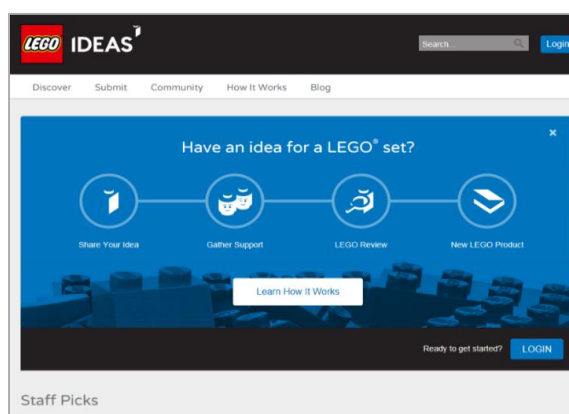 LEGO IDEAS
Search...
Login
Discover Submit Community How It Works Blog
Have an idea for a LEGO® set?
Share Your Idea Gather Support LEGO Review New LEGO Product
Learn How It Works
Ready to get started? LOGIN
Staff Picks